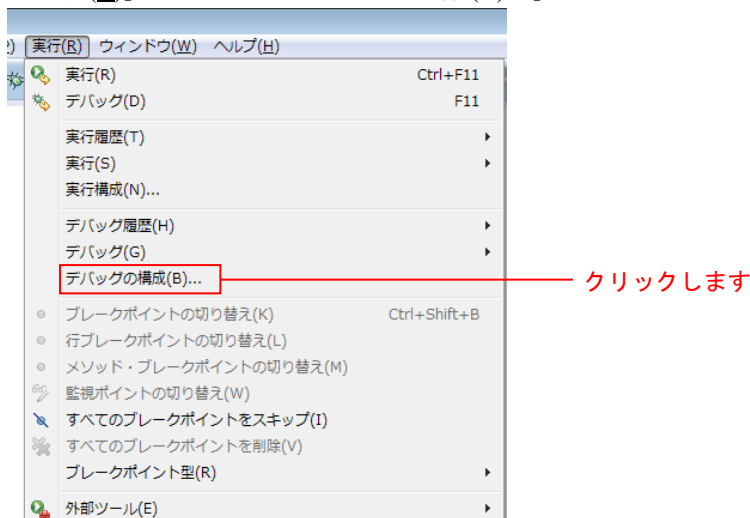 実行(R) ウィンドウ(W) ヘルプ(H)
実行(R) Ctrl+F11
デバッグ(D) F11
実行履歴(T)
実行(S)
実行構成(N)...
デバッグ履歴(H)
デバッグ(G)
デバッグの構成(B)...
クリックします
ブレークポイントの切り替え(K) Ctrl+Shift+B
行ブレークポイントの切り替え(L)
メソッド・ブレークポイントの切り替え(M)
監視ポイントの切り替え(W)
すべてのブレークポイントをスキップ(I)
すべてのブレークポイントを削除(V)
ブレークポイント型(R)
外部ツール(E)